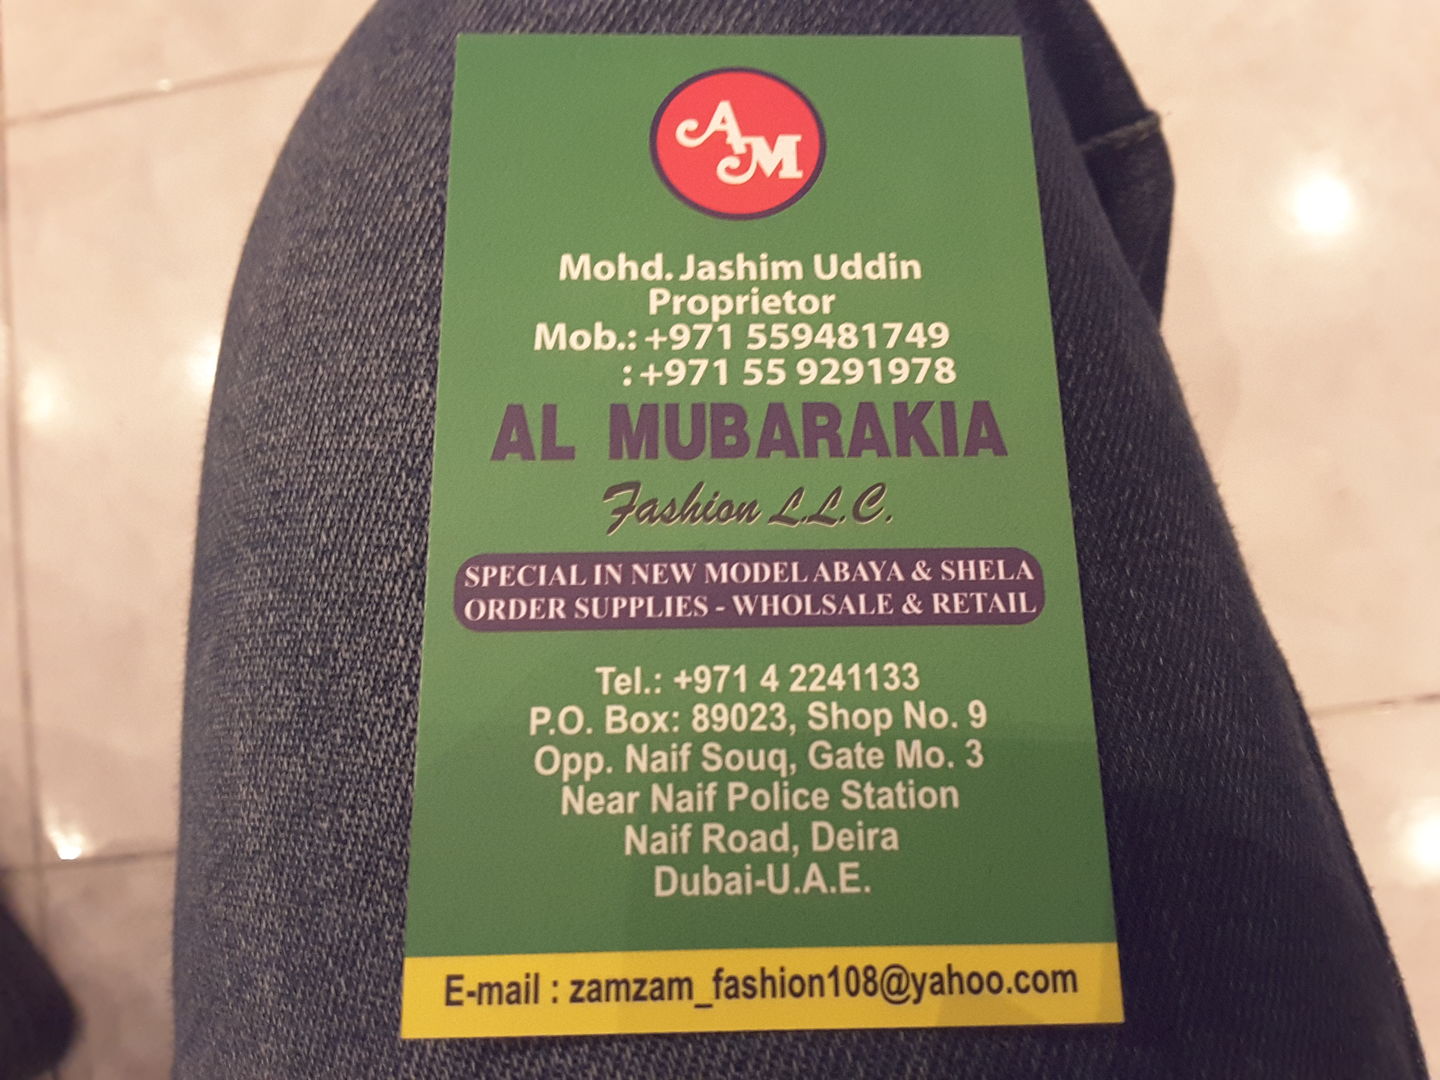 AM
Mohd. Jashim Uddin
Proprietor
Mob.: +971 559481749
: +971 55 9291978
AL MUBARAKIA
Fashion L.L.C.
SPECIAL IN NEW MODEL ABAYA & SHELA
ORDER SUPPLIES - WHOLSALE & RETAIL
Tel.: +971 4 2241133
P.O. Box: 89023, Shop No. 9
Opp. Naif Souq, Gate Mo. 3
Near Naif Police Station
Naif Road, Deira
Dubai-U.A.E.
E-mail : zamzam_fashion108@yahoo.com